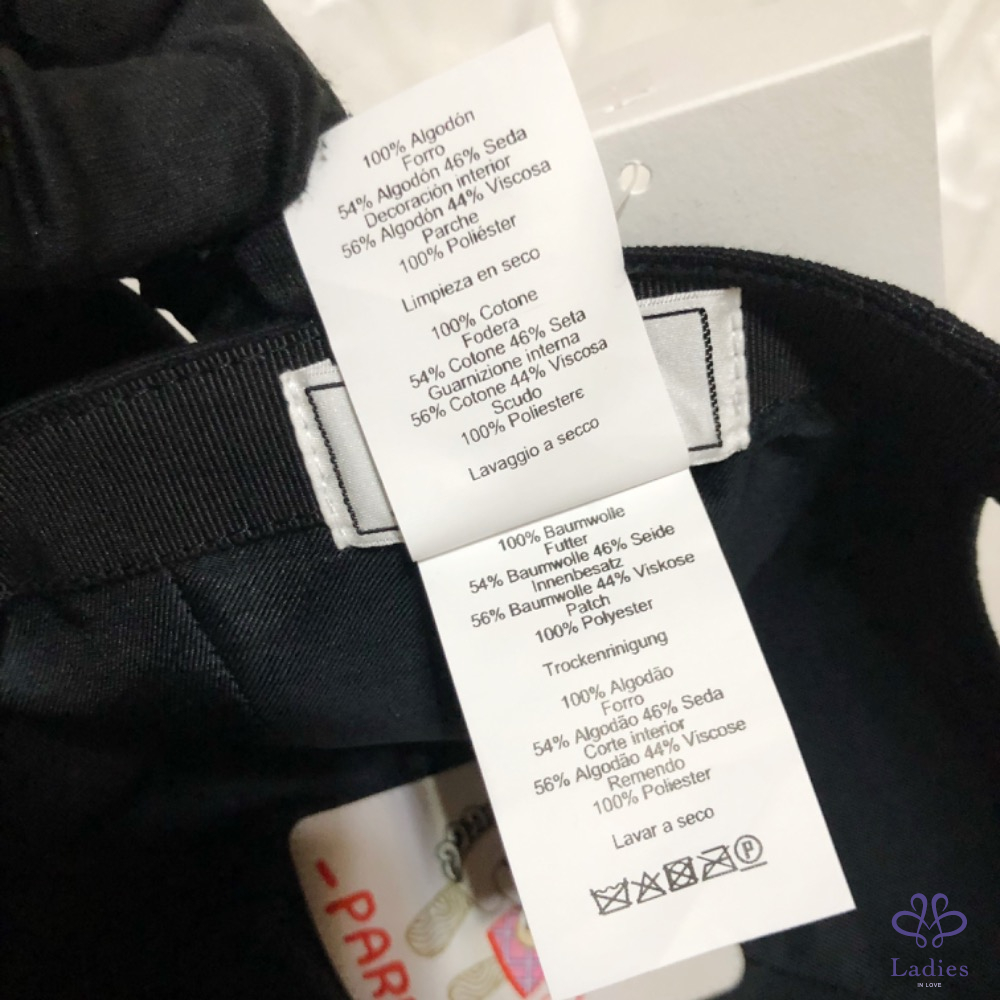 100% Algodón
Forro
54% Algodón 46% Seda
Decoración interior
56% Algodón 44% Viscosa
Parche
100% Poliéster
Limpieza en seco
100% Cotone
Fodera
54% Cotone 46% Seta
Guarnizione interna
56% Cotone 44% Viscosa
Scudo
100% Poliestere
Lavaggio a secco
100% Baumwolle
Futter
54% Baumwolle 46% Seide
Innenbesatz
56% Baumwolle 44% Viskose
Patch
100% Polyester
Trockenrinigung
100% Algodão
Forro
54% Algodão 46% Seda
Corte interior
56% Algodão 44% Viscose
Remendo
100% Poliester
Lavar a seco
P
-PAR
Ladies
IN LOVE